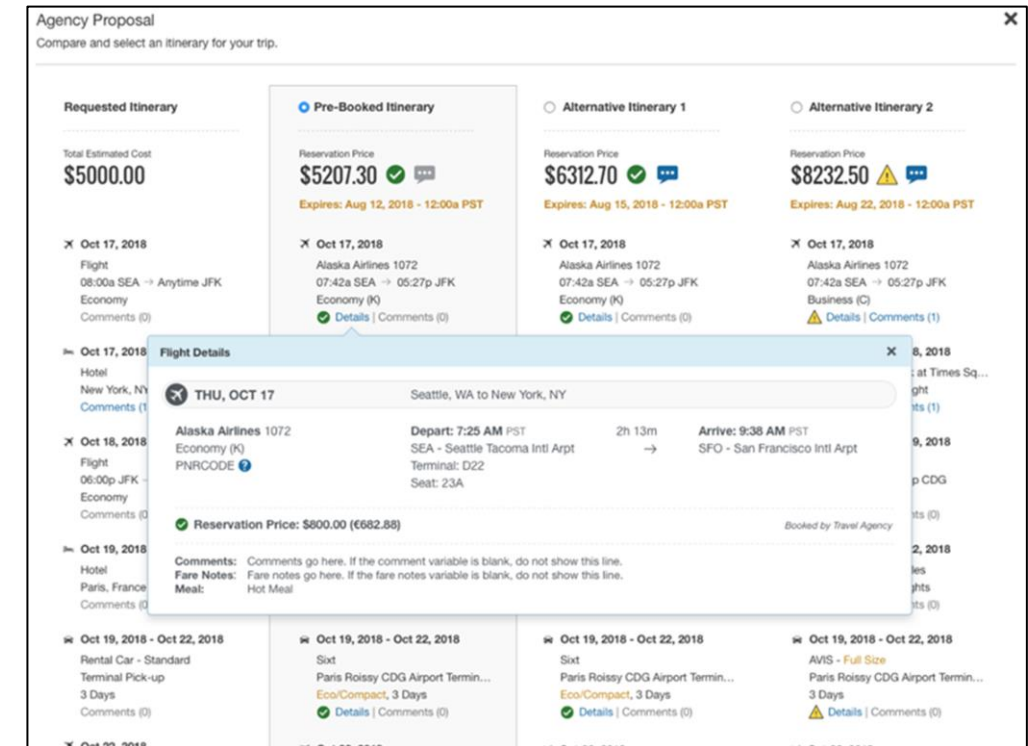 Agency Proposal
Compare and select an itinerary for your trip.
Requested Itinerary
Total Estimated Cost
$5000.00
Oct 17, 2018
Flight
08:00a SEA → Anytime JFK
Economy
Comments (0)
Oct 17, 2018
Hotel
New York, NY
Comments (1
Oct 18, 2018
Flight
06:00p JFK
Economy
Comments (0
Oct 19, 2018
Hotel
Paris, France
Comments (0
Oct 19, 2018 - Oct 22, 2018
Rental Car - Standard
Terminal Pick-up
3 Days
Comments (0)
Pre-Booked Itinerary
Reservation Price
$5207.30
Expires: Aug 12, 2018 - 12:00a PST
Oct 17, 2018
Alaska Airlines 1072
07:42a SEA → 05:27p JFK
Economy (K)
Details | Comments (0)
Flight Details
THU, OCT 17
Seattle, WA to New York, NY
Alaska Airlines 1072
Economy (K)
PNRCODE
Depart: 7:25 AM PST
SEA - Seattle Tacoma Intl Arpt
Terminal: D22
Seat: 23A
2h 13m
→
Arrive: 9:38 AM PST
SFO - San Francisco Intl Arpt
Reservation Price: $800.00 (€682.88)
Booked by Travel Agency
Comments: Comments go here. If the comment variable is blank, do not show this line.
Fare Notes: Fare notes go here. If the fare notes variable is blank, do not show this line.
Meal: Hot Meal
Oct 19, 2018 - Oct 22, 2018
Sixt
Paris Roissy CDG Airport Termin...
Eco/Compact, 3 Days
Details | Comments (0)
Alternative Itinerary 1
Reservation Price
$6312.70
Expires: Aug 15, 2018 - 12:00a PST
Oct 17, 2018
Alaska Airlines 1072
07:42a SEA → 05:27p JFK
Economy (K)
Details | Comments (0)
Oct 19, 2018 - Oct 22, 2018
Sixt
Paris Roissy CDG Airport Termin...
Eco/Compact, 3 Days
Details | Comments (0)
Alternative Itinerary 2
Reservation Price
$8232.50
Expires: Aug 22, 2018 - 12:00a PST
Oct 17, 2018
Alaska Airlines 1072
07:42a SEA → 05:27p JFK
Business (C)
Details | Comments (1)
8, 2018
at Times Sq...
ght
ts (1)
9, 2018
p CDG
ts (0)
2, 2018
les
ghts
ts (0)
Oct 19, 2018 - Oct 22, 2018
AVIS - Full Size
Paris Roissy CDG Airport Termin...
3 Days
Details | Comments (0)